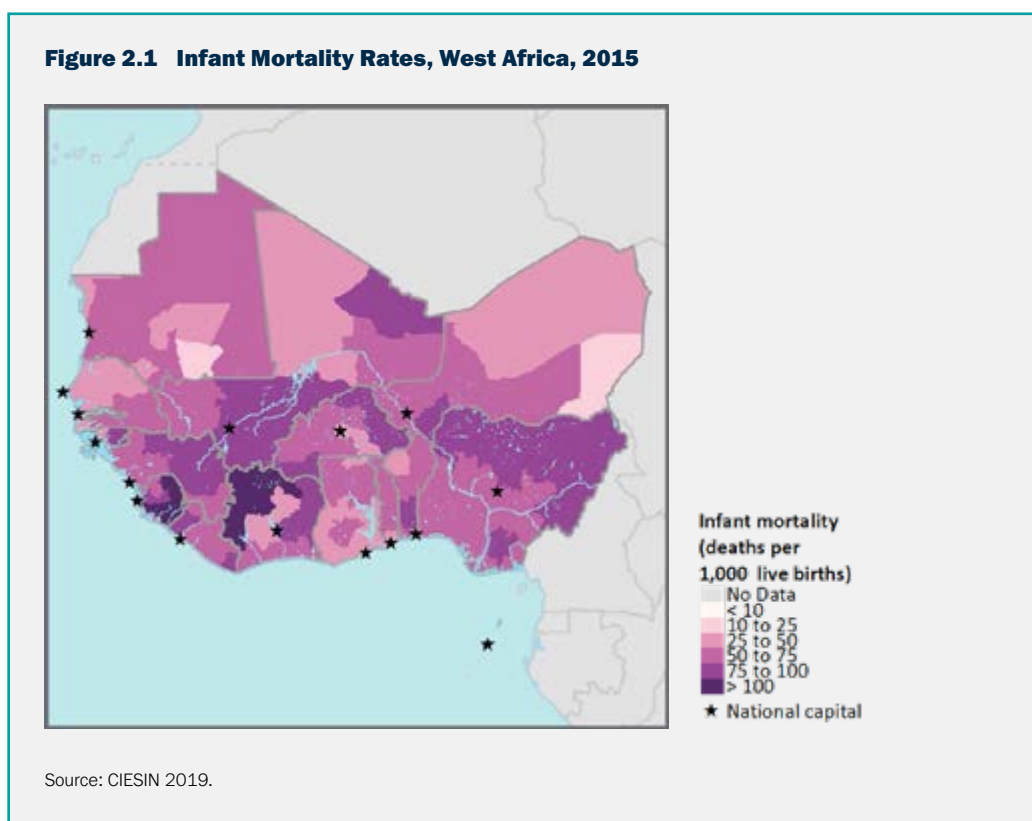 Figure 2.1 Infant Mortality Rates, West Africa, 2015
Infant mortality
(deaths per
1,000 live births)
No Data
< 10
10 to 25
25 to 50
50 to 75
75 to 100
> 100
★ National capital
Source: CIESIN 2019.